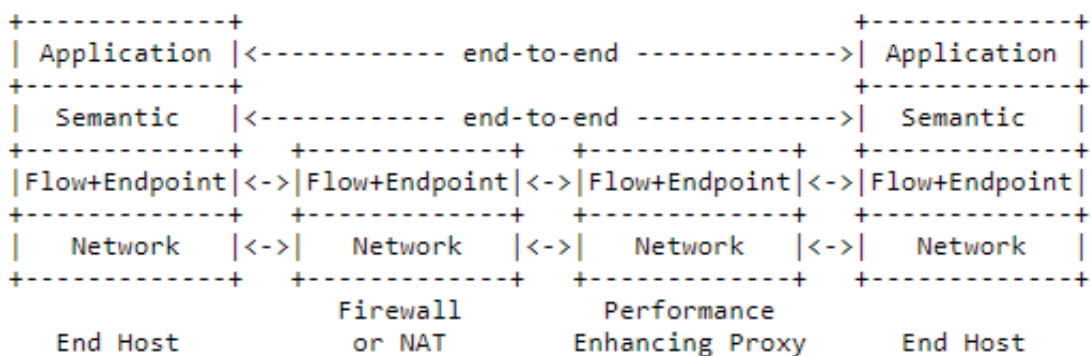 +-------------+                                       +-------------+
| Application |<------------ end-to-end ------------->| Application |
+-------------+                                       +-------------+
|  Semantic   |<------------ end-to-end ------------->|  Semantic   |
+-------------+   +-------------+   +-------------+   +-------------+
|Flow+Endpoint|<->|Flow+Endpoint|<->|Flow+Endpoint|<->|Flow+Endpoint|
+-------------+   +-------------+   +-------------+   +-------------+
|   Network   |<->|   Network   |<->|   Network   |<->|   Network   |
+-------------+   +-------------+   +-------------+   +-------------+
                     Firewall         Performance
   End Host           or NAT        Enhancing Proxy      End Host